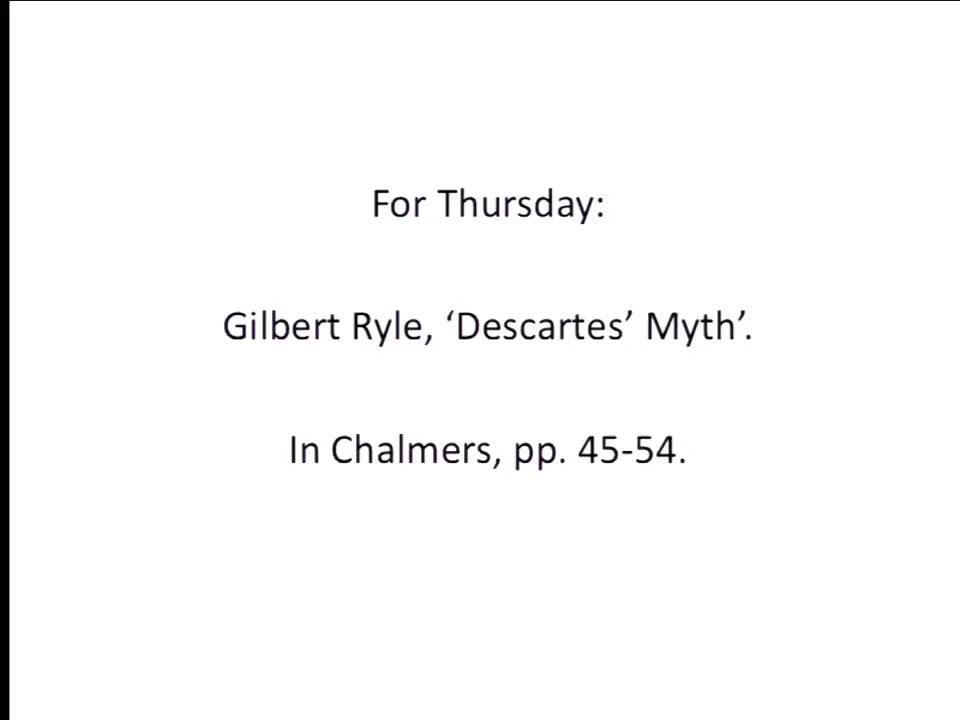 For Thursday:
Gilbert Ryle, ‘Descartes’ Myth’.
In Chalmers, pp. 45-54.